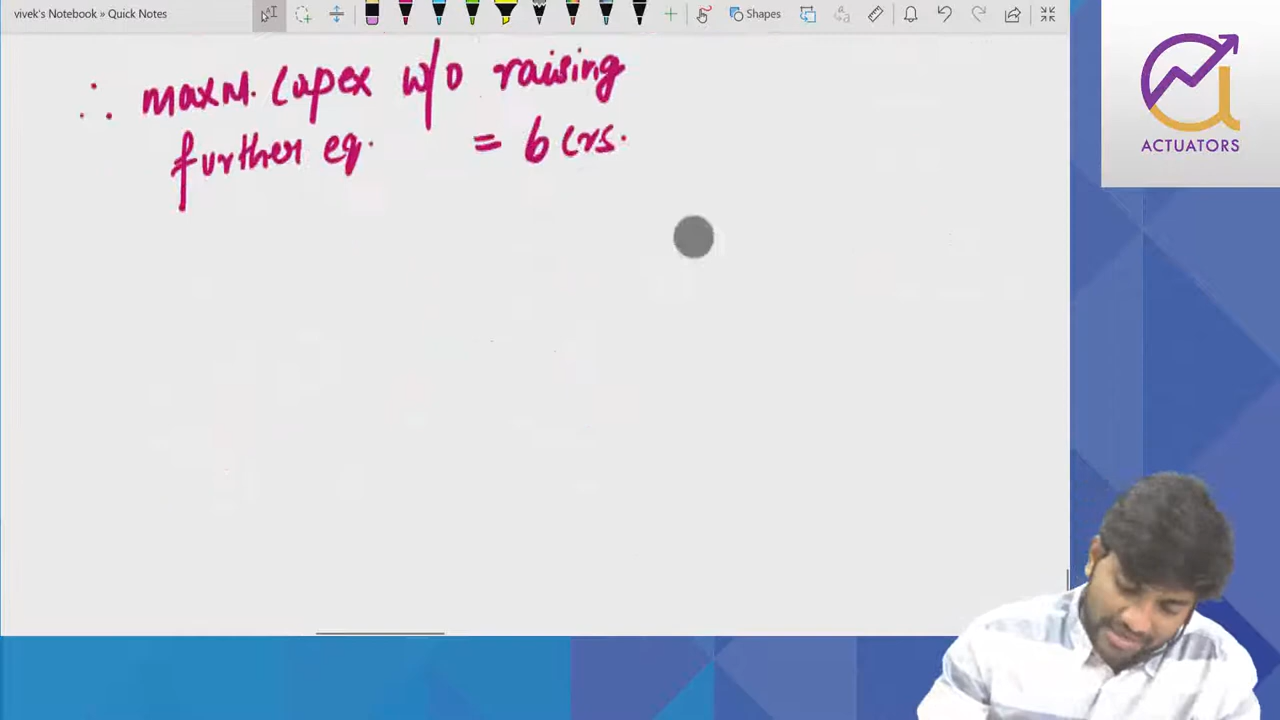 vivek's Notebook » Quick Notes
Shapes
∴ maxm. Capex w/o raising
further eq. = 6 Crs.
ACTUATORS